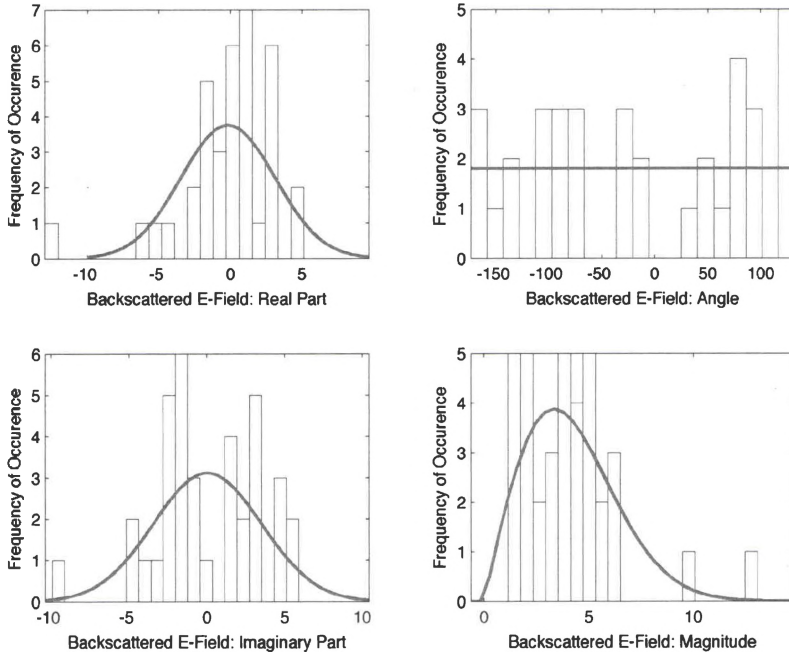 7
6
5
4
3
2
1
0
Frequency of Occurence
-10 -5 0 5
Backscattered E-Field: Real Part
5
4
3
2
1
0
Frequency of Occurence
-150 -100 -50 0 50 100
Backscattered E-Field: Angle
6
5
4
3
2
1
0
Frequency of Occurence
-10 -5 0 5 10
Backscattered E-Field: Imaginary Part
5
4
3
2
1
0
Frequency of Occurence
0 5 10
Backscattered E-Field: Magnitude